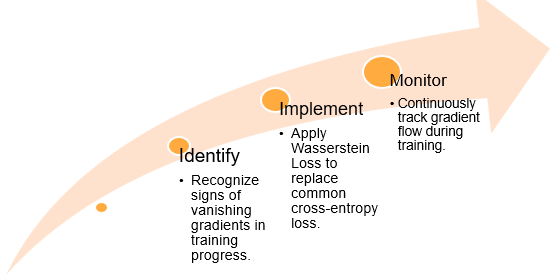 Identify
• Recognize
signs of
vanishing
gradients in
training
progress.
Implement
• Apply
Wasserstein
Loss to
replace
common
cross-entropy
loss.
Monitor
• Continuously
track gradient
flow during
training.